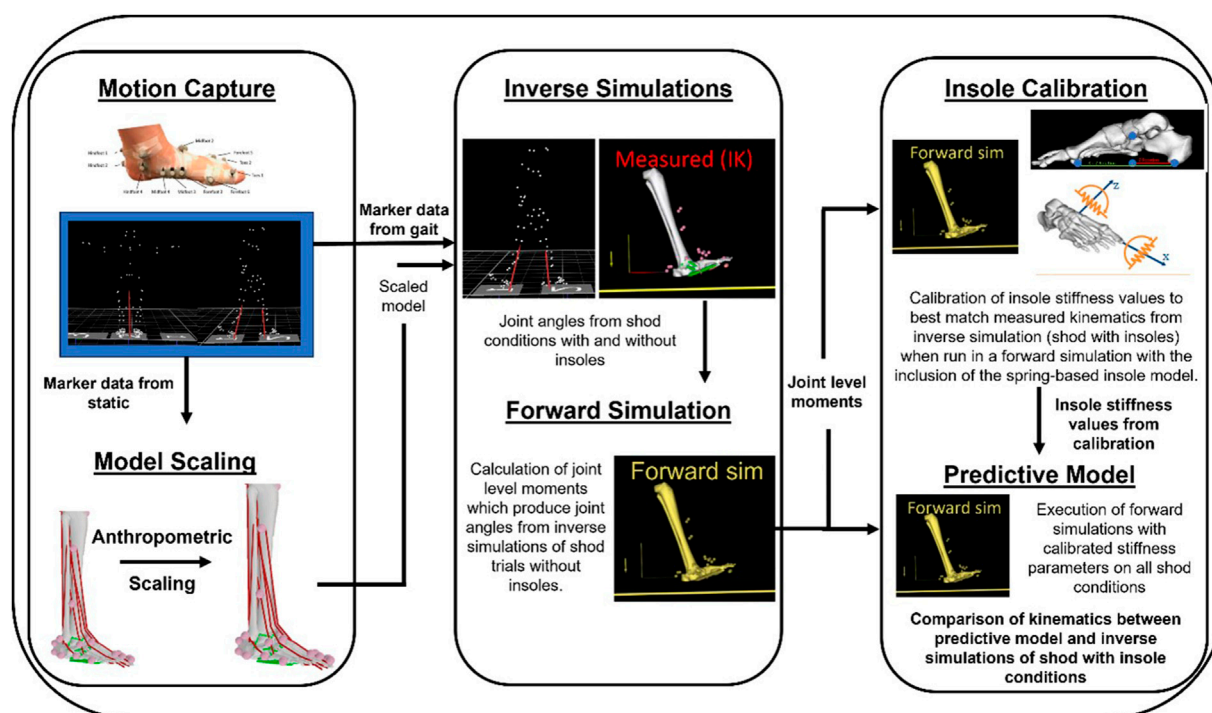 Motion Capture
Marker data from
static
Model Scaling
Anthropometric
Scaling
Marker data
from gait
Scaled
model
Inverse Simulations
Measured (IK)
Joint angles from shod
conditions with and without
insoles
Forward Simulation
Calculation of joint
level moments
which produce joint
angles from inverse
simulations of shod
trials without
insoles.
Forward sim
Joint level
moments
Insole Calibration
Forward sim
z
x
Calibration of insole stiffness values to
best match measured kinematics from
inverse simulation (shod with insoles)
when run in a forward simulation with the
inclusion of the spring-based insole model.
Insole stiffness
values from
calibration
Predictive Model
Forward sim
Execution of forward
simulations with
calibrated stiffness
parameters on all shod
conditions
Comparison of kinematics between
predictive model and inverse
simulations of shod with insole
conditions